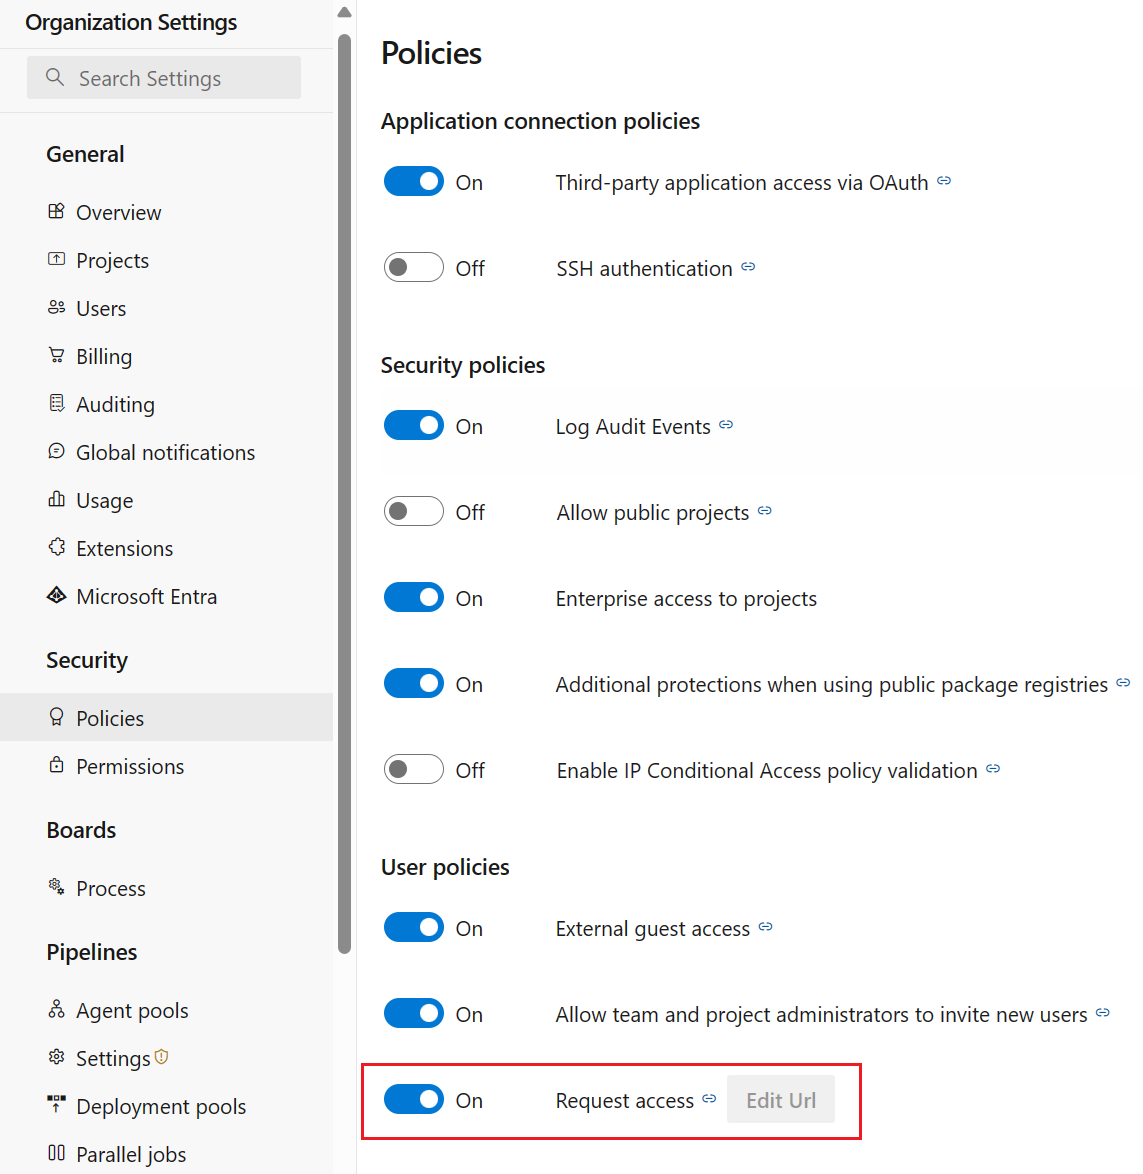 Organization Settings
Search Settings
General
Overview
Projects
Users
Billing
Auditing
Global notifications
Usage
Extensions
Microsoft Entra
Security
Policies
Permissions
Boards
Process
Pipelines
Agent pools
Settings
Deployment pools
Parallel jobs
Policies
Application connection policies
On Third-party application access via OAuth
Off SSH authentication
Security policies
On Log Audit Events
Off Allow public projects
On Enterprise access to projects
On Additional protections when using public package registries
Off Enable IP Conditional Access policy validation
User policies
On External guest access
On Allow team and project administrators to invite new users
On Request access Edit Url